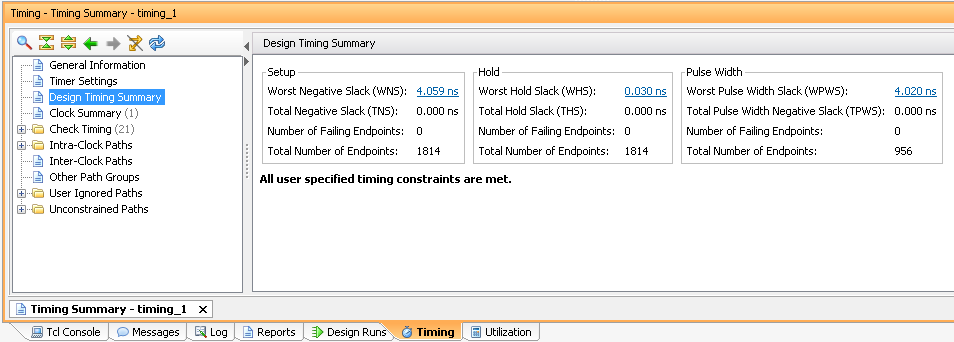 Timing - Timing Summary - timing_1
General Information
Timer Settings
Design Timing Summary
Clock Summary (1)
Check Timing (21)
Intra-Clock Paths
Inter-Clock Paths
Other Path Groups
User Ignored Paths
Unconstrained Paths
Design Timing Summary
Setup
Worst Negative Slack (WNS): 4.059 ns
Total Negative Slack (TNS): 0.000 ns
Number of Failing Endpoints: 0
Total Number of Endpoints: 1814
Hold
Worst Hold Slack (WHS): 0.030 ns
Total Hold Slack (THS): 0.000 ns
Number of Failing Endpoints: 0
Total Number of Endpoints: 1814
Pulse Width
Worst Pulse Width Slack (WPWS): 4.020 ns
Total Pulse Width Negative Slack (TPWS): 0.000 ns
Number of Failing Endpoints: 0
Total Number of Endpoints: 956
All user specified timing constraints are met.
Timing Summary - timing_1
Tcl Console Messages Log Reports Design Runs Timing Utilization